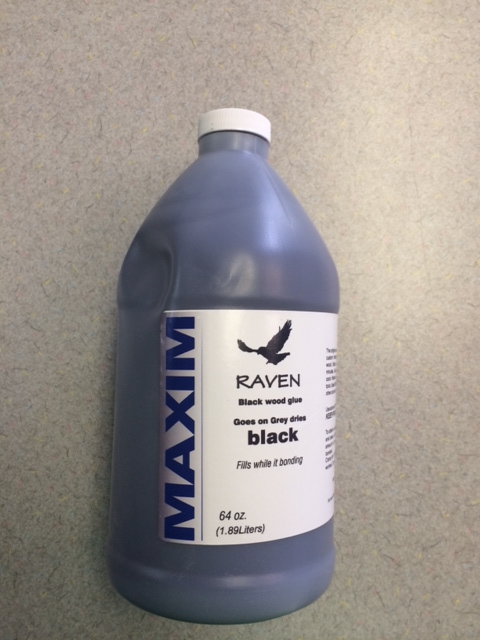 MAXIM
RAVEN
Black wood glue
Goes on Grey dries
black
Fills while it bonding
64 oz.
(1.89Liters)